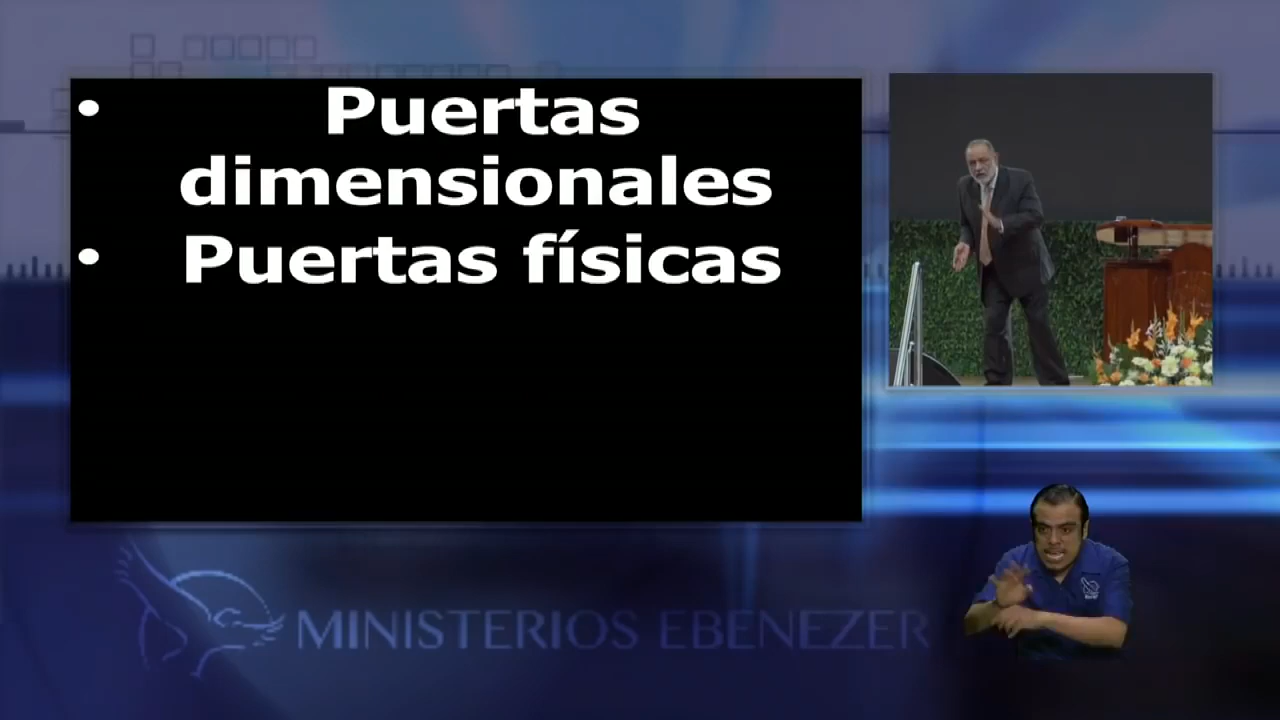 • Puertas
dimensionales
• Puertas físicas
MINISTERIOS EBENEZER